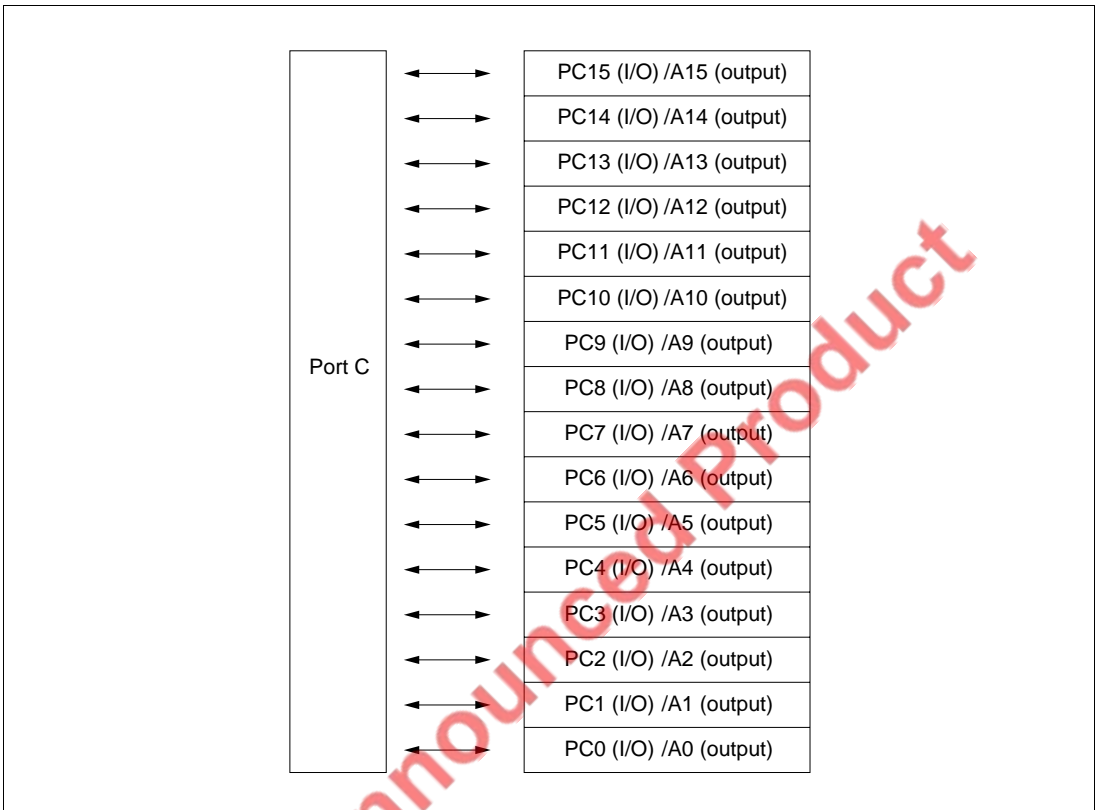 PC15 (I/O) /A15 (output)
PC14 (I/O) /A14 (output)
PC13 (I/O) /A13 (output)
PC12 (I/O) /A12 (output)
PC11 (I/O) /A11 (output)
PC10 (I/O) /A10 (output)
PC9 (I/O) /A9 (output)
Port C
PC8 (I/O) /A8 (output)
PC7 (I/O) /A7 (output)
PC6 (I/O) /A6 (output)
PC5 (I/O) /A5 (output)
PC4 (I/O) /A4 (output)
PC3 (I/O) /A3 (output)
PC2 (I/O) /A2 (output)
PC1 (I/O) /A1 (output)
PC0 (I/O) /A0 (output)
Product